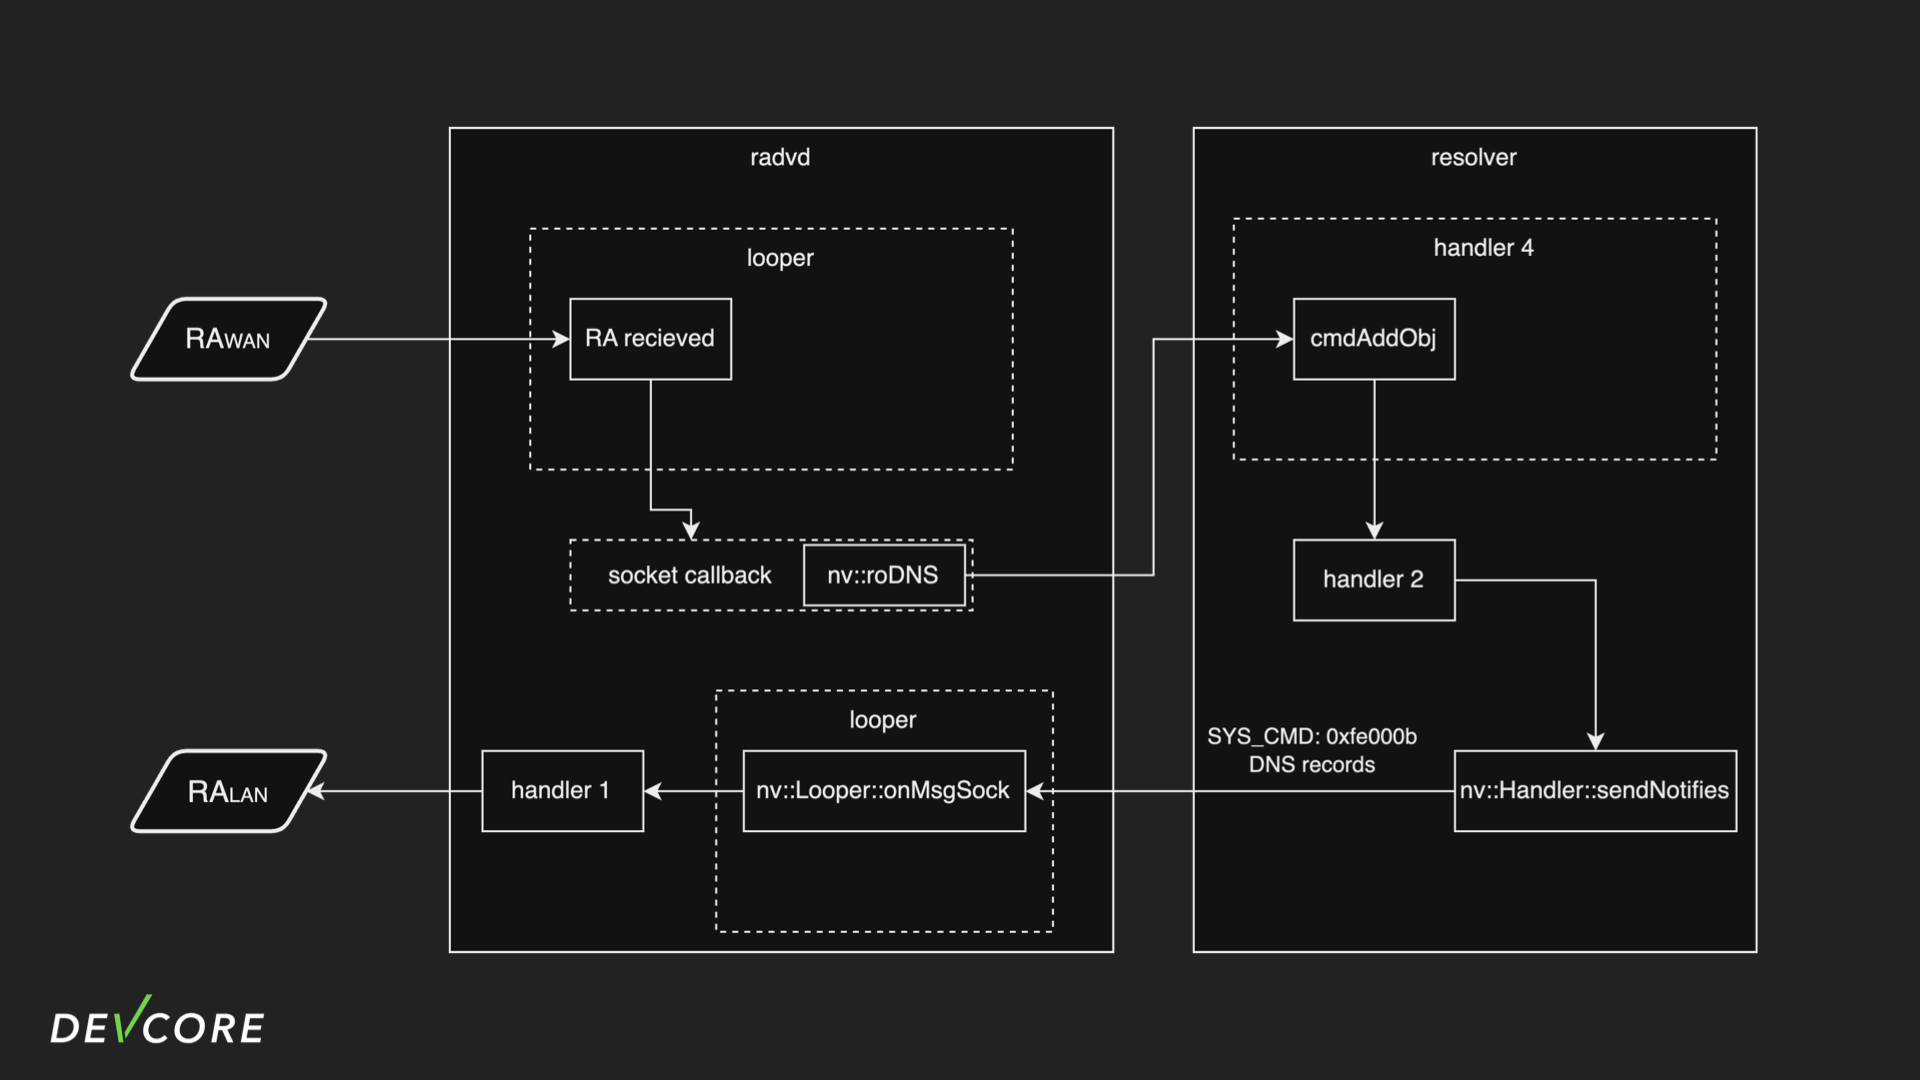 radvd
resolver
looper
handler 4
RAWAN
RA recieved
cmdAddObj
socket callback
nv::roDNS
handler 2
looper
SYS_CMD: 0xfe000b
DNS records
RALAN
handler 1
nv::Looper::onMsgSock
nv::Handler::sendNotifies
DEVCORE